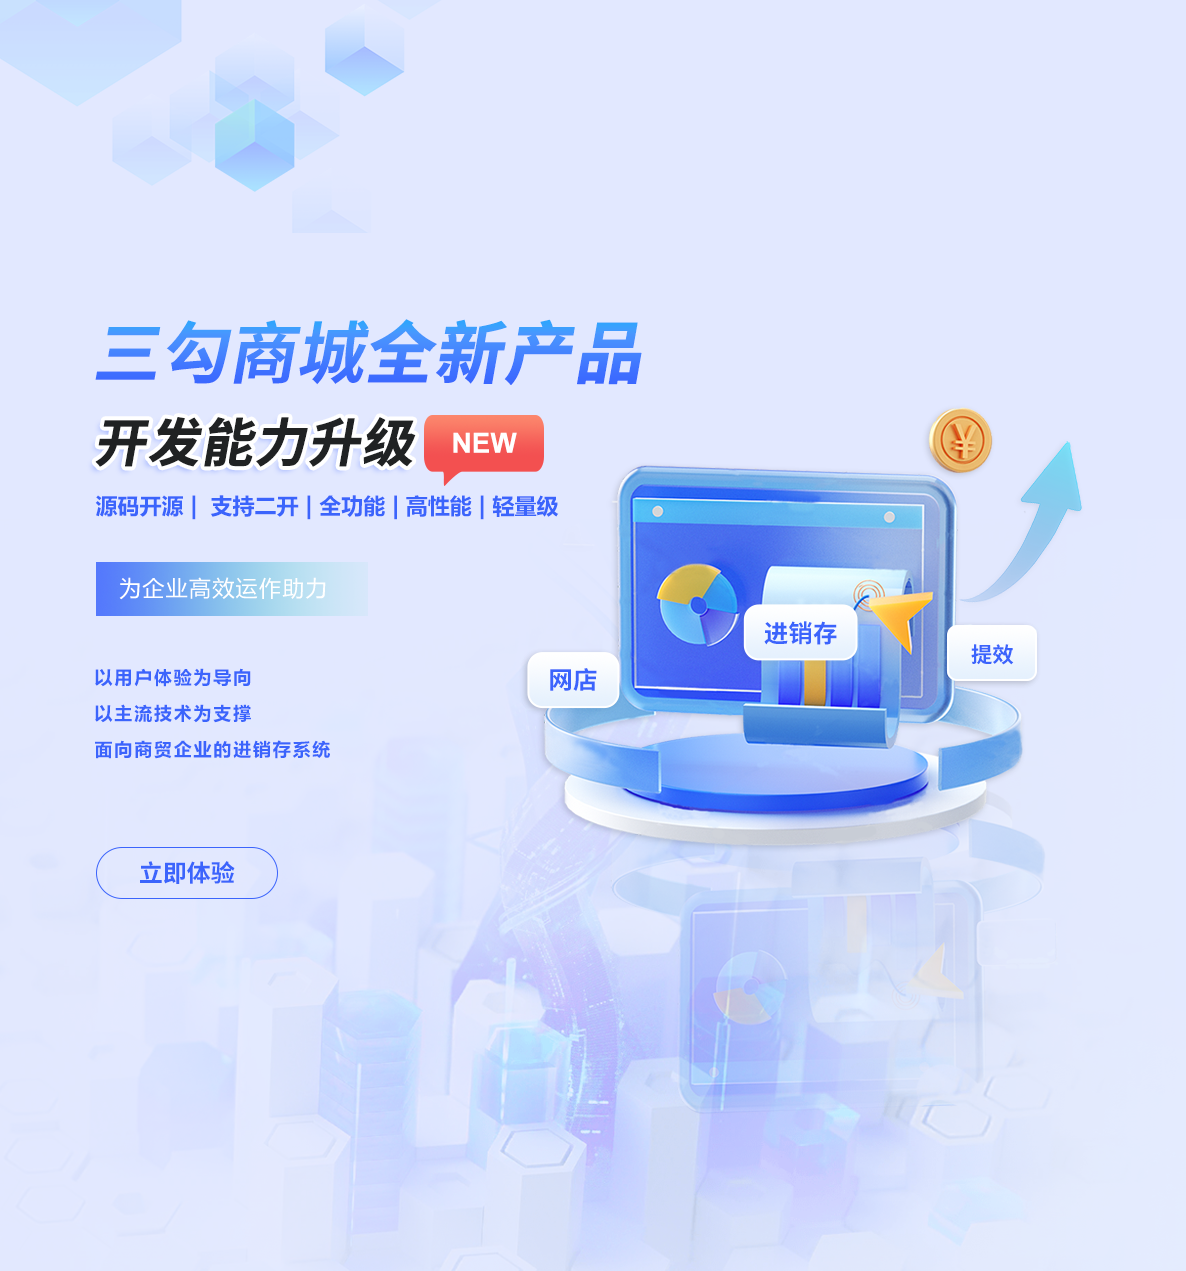 三勾商城全新产品
开发能力升级 NEW
源码开源 | 支持二开 | 全功能 | 高性能 | 轻量级
为企业高效运作助力
以用户体验为导向
以主流技术为支撑
面向商贸企业的进销存系统
立即体验
¥
进销存
提效
网店